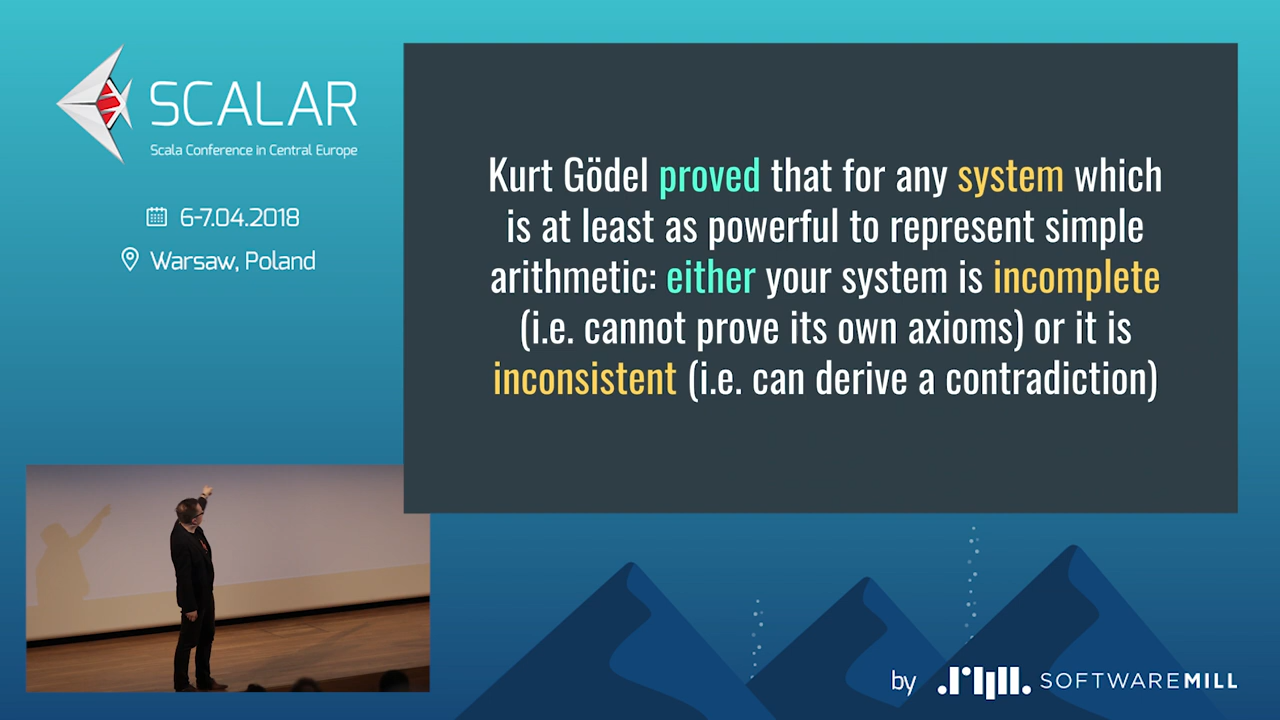 SCALAR
Scala Conference in Central Europe
6-7.04.2018
Warsaw, Poland
Kurt Gödel proved that for any system which
is at least as powerful to represent simple
arithmetic: either your system is incomplete
(i.e. cannot prove its own axioms) or it is
inconsistent (i.e. can derive a contradiction)
by SOFTWAREMILL